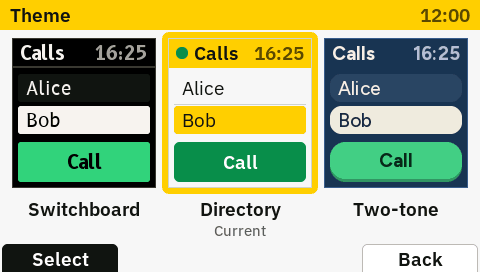 Theme 12:00
Calls 16:25
Alice
Bob
Call
Calls 16:25
Alice
Bob
Call
Calls 16:25
Alice
Bob
Call
Switchboard Directory Two-tone
Current
Select Back